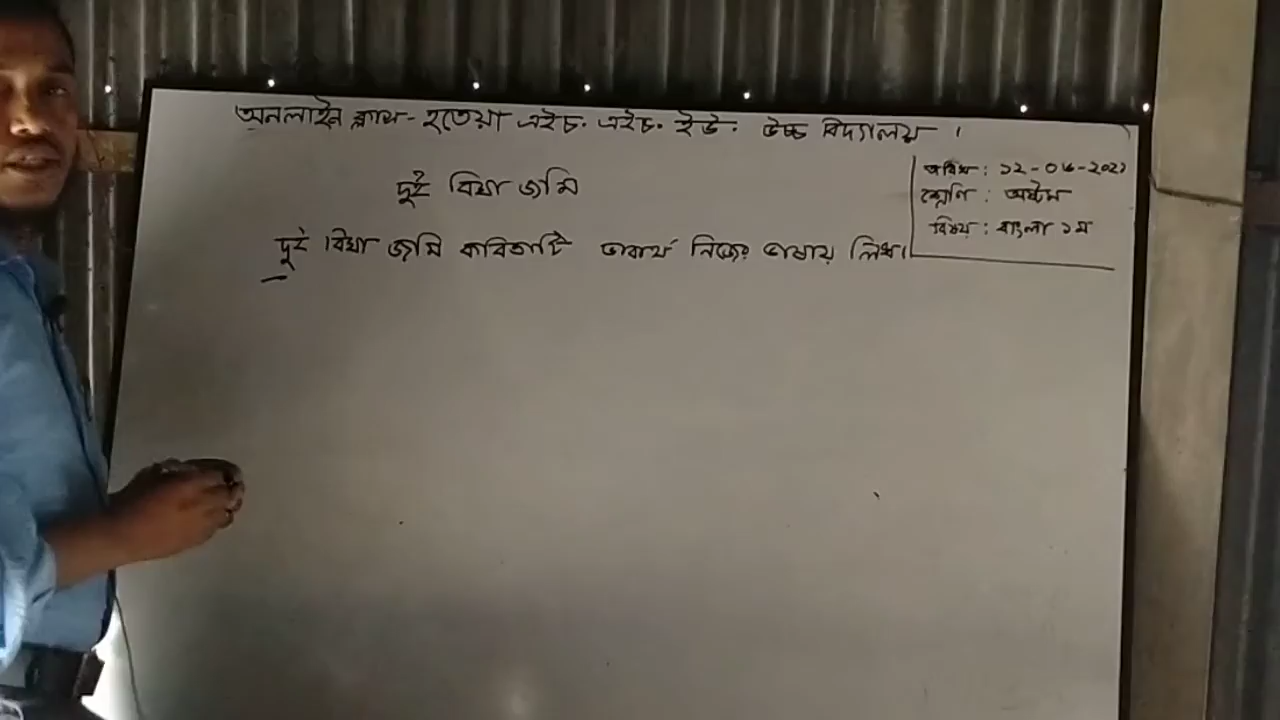 অনলাইন ক্লাস - হতেয়া এইচ. এইচ. ইউ. উচ্চ বিদ্যালয় ।
তারিখ : ১২-০৬-২০২১
দুই বিঘা জমি
শ্রেণি : অষ্টম
বিষয় : বাংলা ১ম
দুই বিঘা জমি কবিতাটি ভাবার্থ নিজের ভাষায় লিখ।